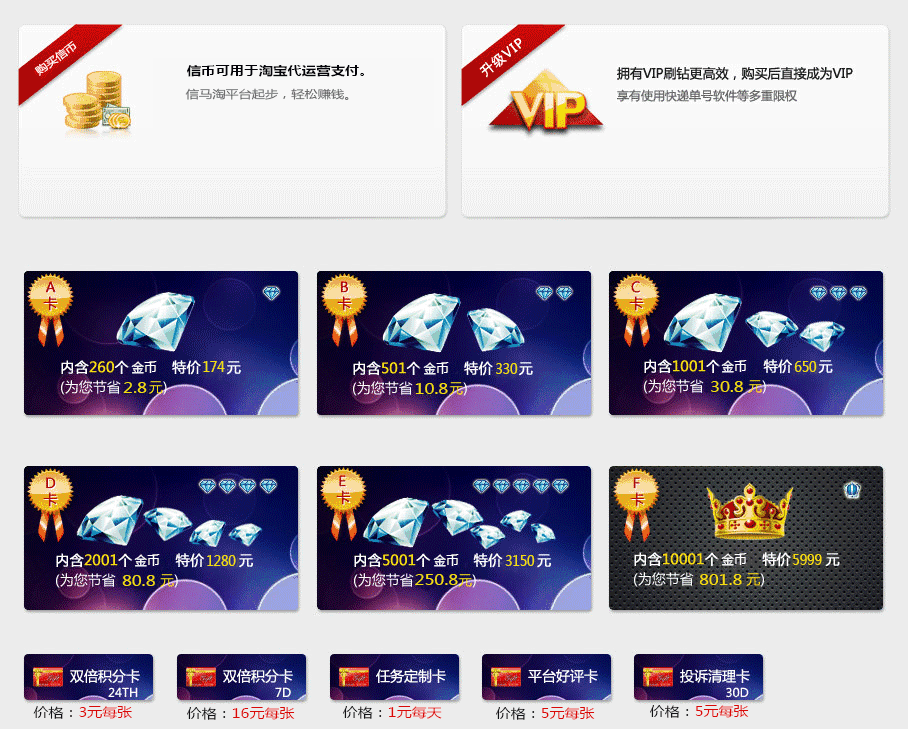 购买信币
信币可用于淘宝代运营支付。
信马淘平台起步，轻松赚钱。
升级VIP
VIP
拥有VIP刷钻更高效，购买后直接成为VIP
享有使用快递单号软件等多重限权
A
卡
内含260个 金币 特价174元
(为您节省2.8元)
B
卡
内含501个 金币 特价330元
(为您节省10.8元)
C
卡
内含1001个 金币 特价650元
(为您节省 30.8 元)
D
卡
内含2001个 金币 特价1280 元
(为您节省 80.8 元)
E
卡
内含5001个 金币 特价3150 元
(为您节省250.8元)
F
卡
内含10001个 金币 特价5999 元
(为您节省 801.8 元)
双倍积分卡
24TH
价格：3元每张
双倍积分卡
7D
价格：16元每张
任务定制卡
价格：1元每天
平台好评卡
价格：5元每张
投诉清理卡
30D
价格：5元每张